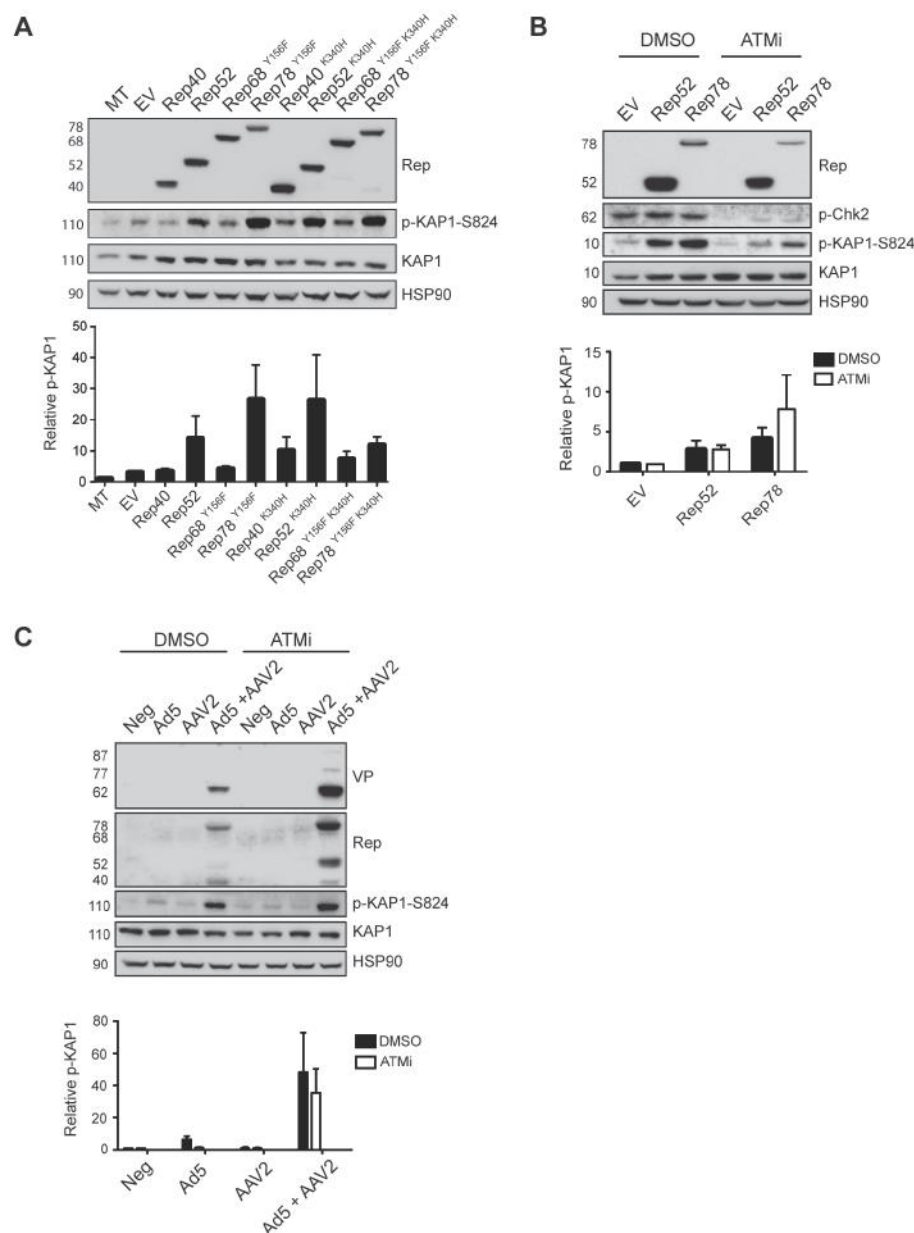 A
MT
EV
Rep40
Rep52
Rep68 Y156F
Rep78 Y156F
Rep40 K340H
Rep52 K340H
Rep68 Y156F K340H
Rep78 Y156F K340H
78
68
52
40
Rep
110
p-KAP1-S824
110
KAP1
90
HSP90
Relative p-KAP1
50
40
30
20
10
0
MT
EV
Rep40
Rep52
Rep68 Y156F
Rep78 Y156F
Rep40 K340H
Rep52 K340H
Rep68 Y156F K340H
Rep78 Y156F K340H
B
DMSO
ATMi
EV
Rep52
Rep78
EV
Rep52
Rep78
78
52
Rep
62
p-Chk2
10
p-KAP1-S824
10
KAP1
90
HSP90
Relative p-KAP1
15
10
5
0
EV
Rep52
Rep78
DMSO
ATMi
C
DMSO
ATMi
Neg
Ad5
AAV2
Ad5 +AAV2
Neg
Ad5
AAV2
Ad5 +AAV2
87
77
62
VP
78
68
52
40
Rep
110
p-KAP1-S824
110
KAP1
90
HSP90
Relative p-KAP1
80
60
40
20
0
Neg
Ad5
AAV2
Ad5 + AAV2
DMSO
ATMi